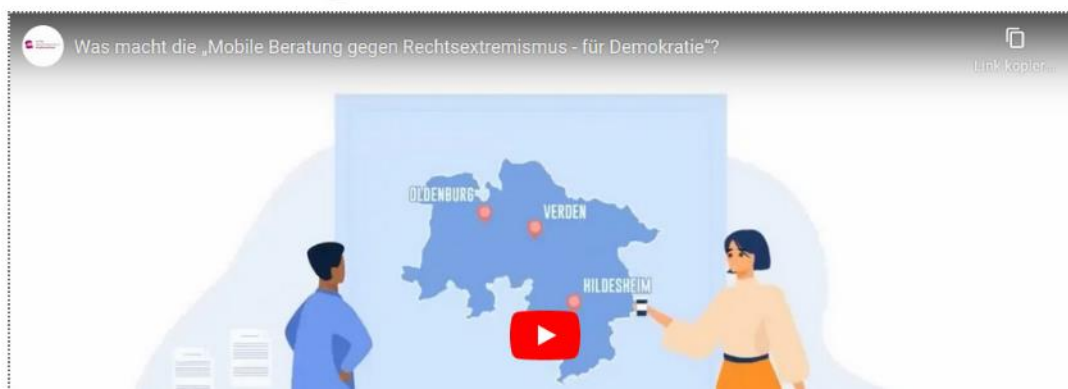 Was macht die „Mobile Beratung gegen Rechtsextremismus - für Demokratie“?
Link kopier...
OLDENBURG
VERDEN
HILDESHEIM